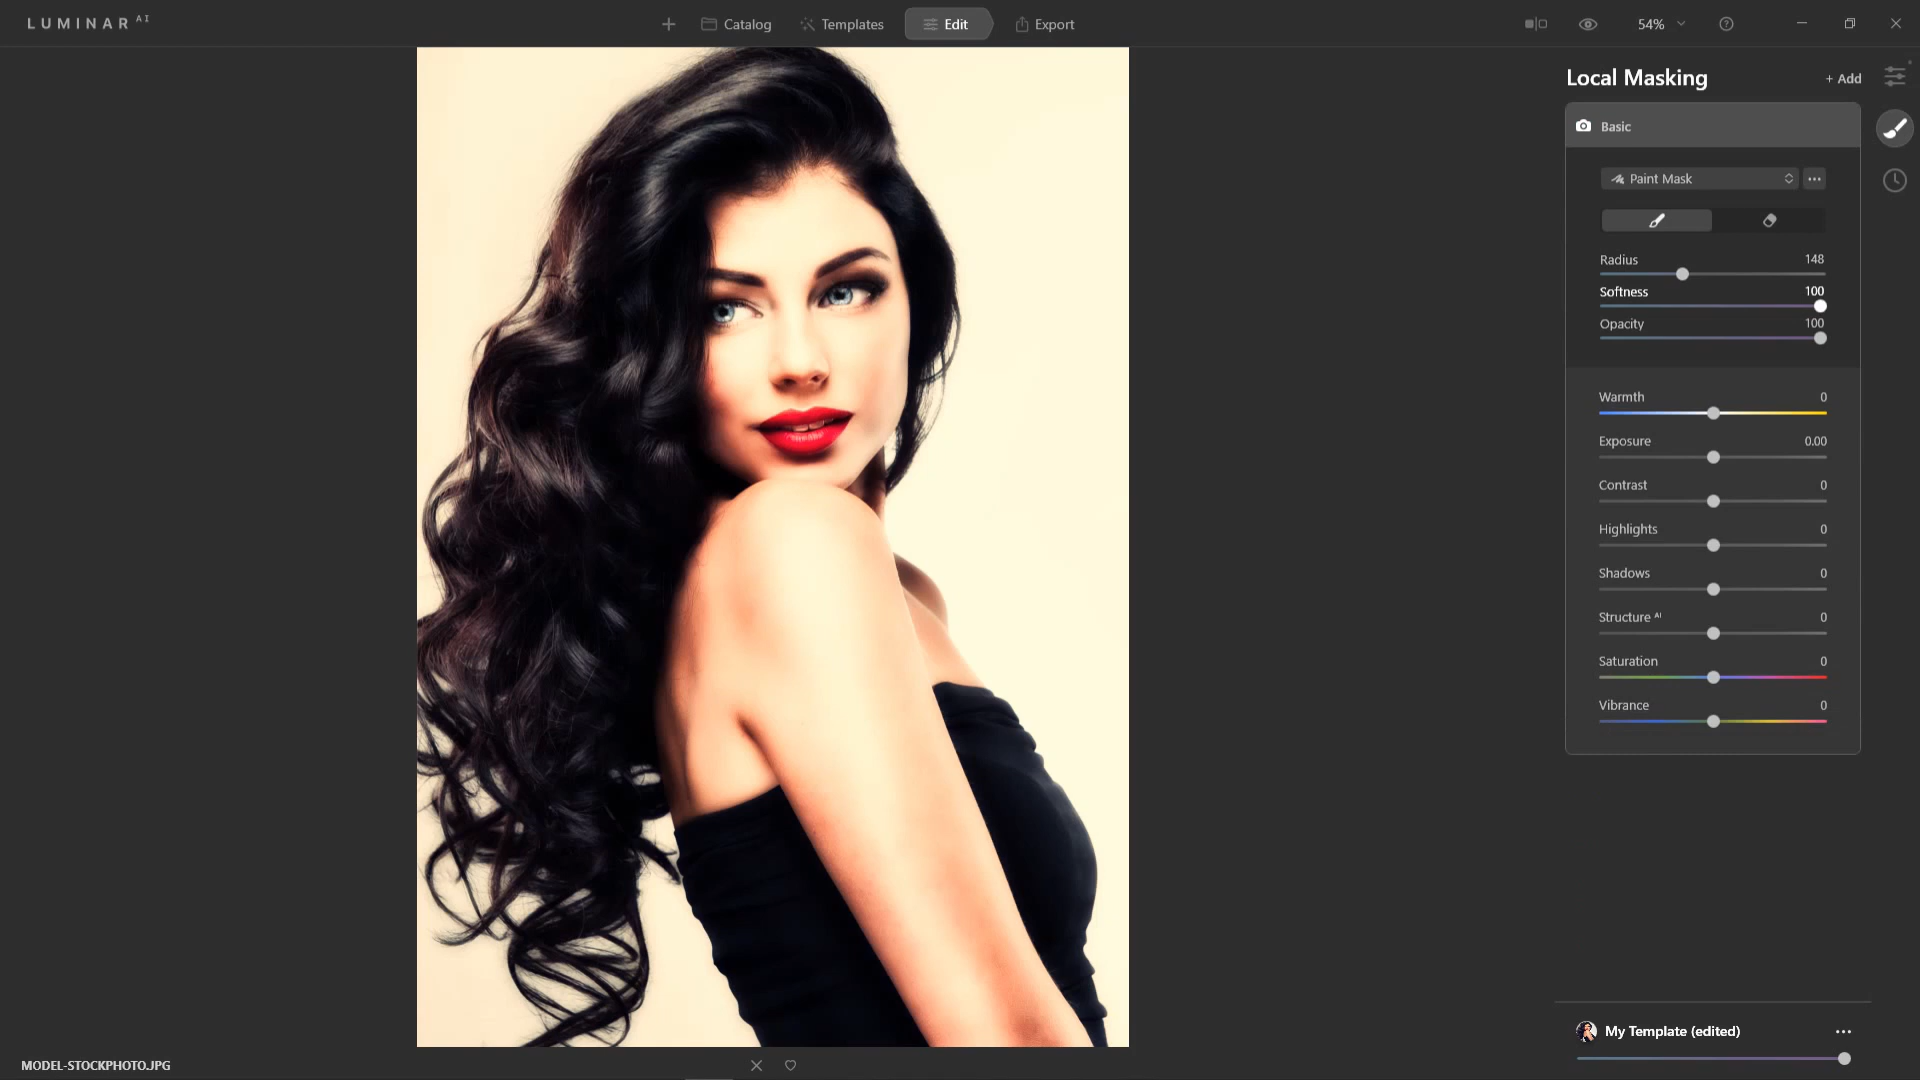 LUMINAR AI
Catalog
Templates
Edit
Export
54%
Local Masking
+ Add
Basic
Paint Mask
Radius 148
Softness 100
Opacity 100
Warmth 0
Exposure 0.00
Contrast 0
Highlights 0
Shadows 0
Structure AI 0
Saturation 0
Vibrance 0
My Template (edited)
MODEL-STOCKPHOTO.JPG